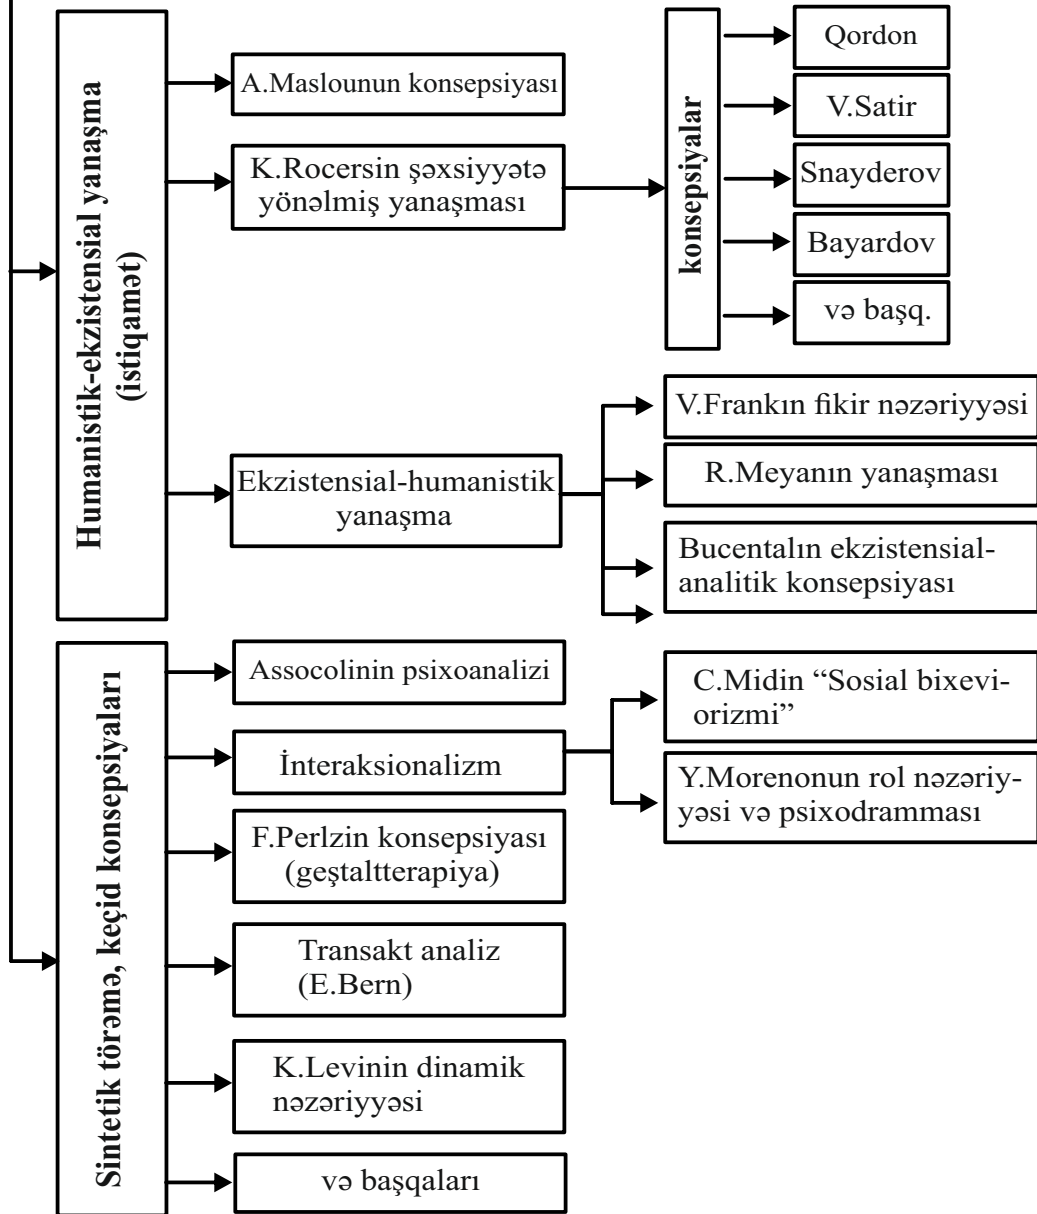 Humanistik-ekzistensial yanaşma
(istiqamət)
A.Maslounun konsepsiyası
K.Rocersin şəxsiyyətə
yönəlmiş yanaşması
konsepsiyalar
Qordon
V.Satir
Snayderov
Bayardov
və başq.
Ekzistensial-humanistik
yanaşma
V.Frankın fikir nəzəriyyəsi
R.Meyanın yanaşması
Bucentalın ekzistensial-
analitik konsepsiyası
Sintetik törəmə, keçid konsepsiyaları
Assocolinin psixoanalizi
İnteraksionalizm
C.Midin “Sosial bixevi-
orizmi”
Y.Morenonun rol nəzəriy-
yəsi və psixodramması
F.Perlzin konsepsiyası
(geştaltterapiya)
Transakt analiz
(E.Bern)
K.Levinin dinamik
nəzəriyyəsi
və başqaları